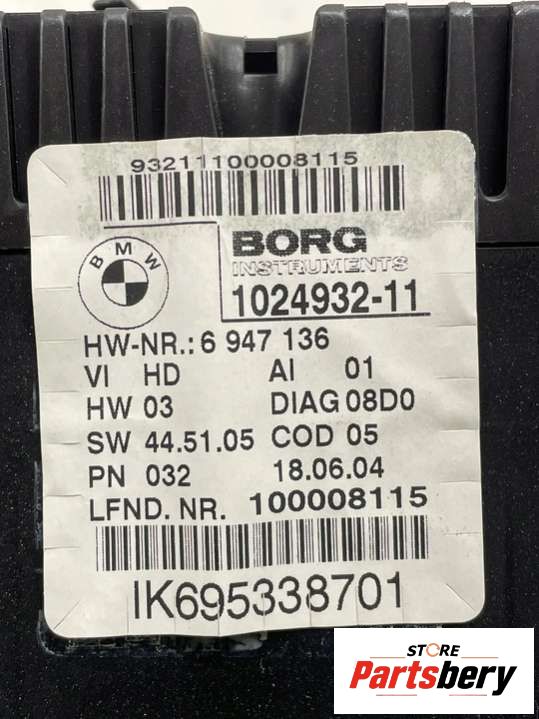 93211100008115
BMW
BORG
INSTRUMENTS
1024932-11
HW-NR.: 6 947 136
VI HD AI 01
HW 03 DIAG 08D0
SW 44.51.05 COD 05
PN 032 18.06.04
LFND. NR. 100008115
IK695338701
STORE
Partsbery